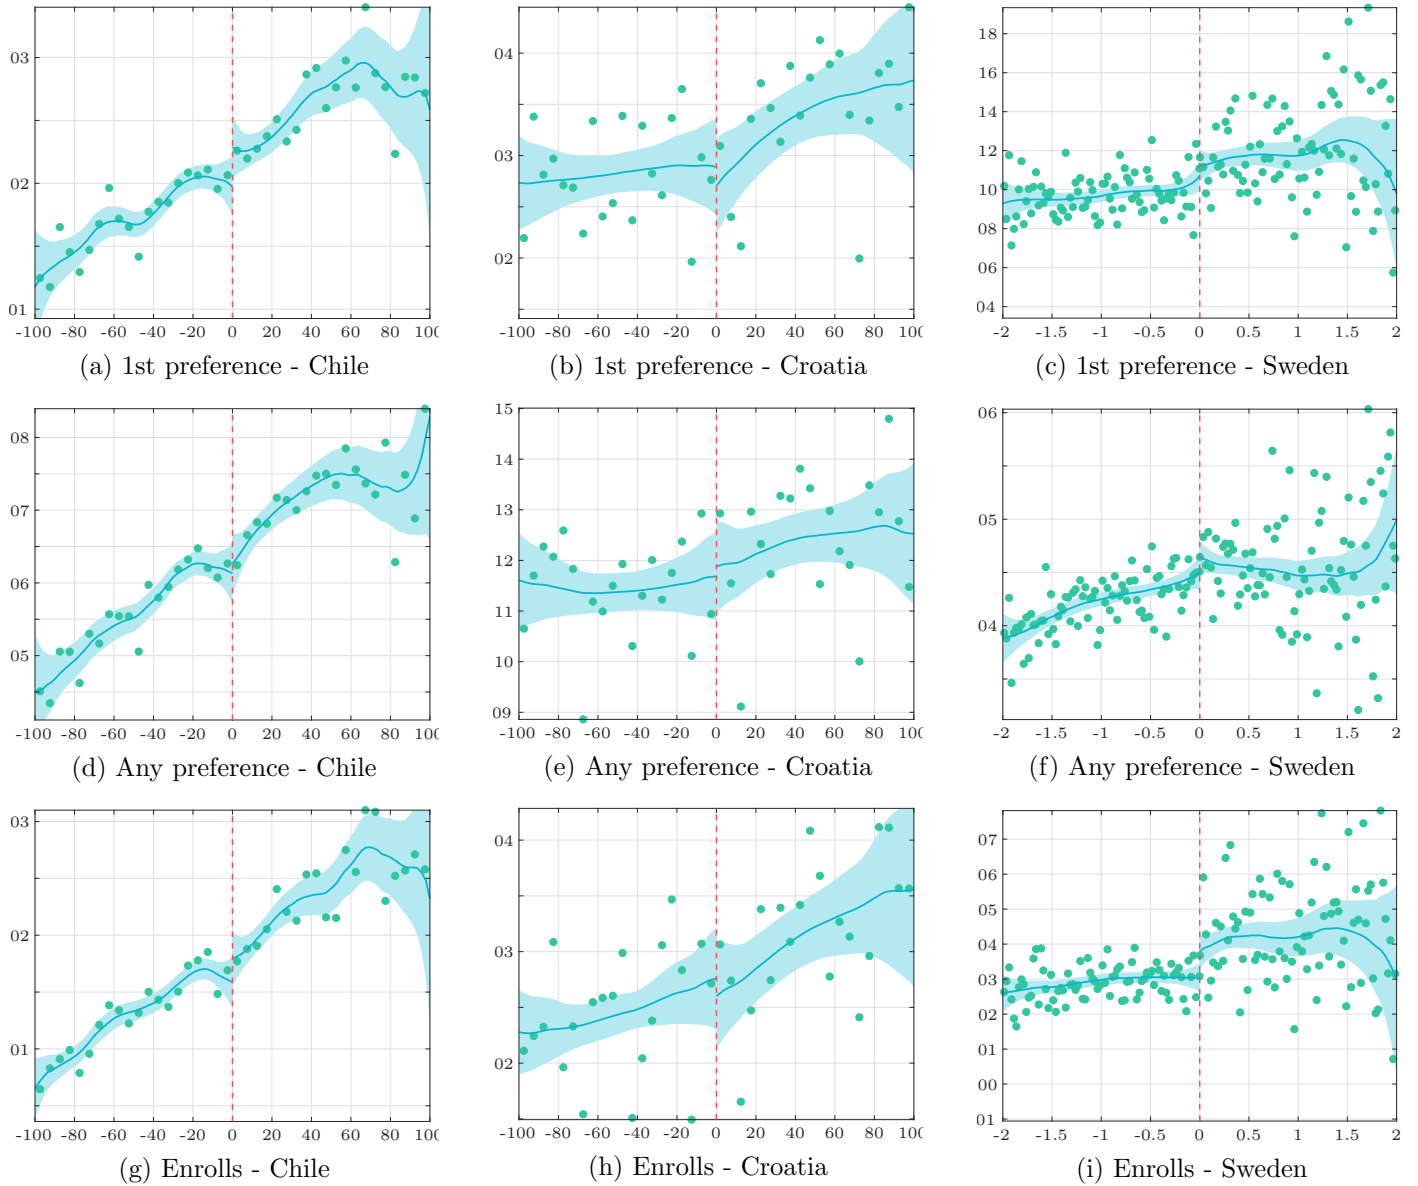 03
02
01
-100 -80 -60 -40 -20 0 20 40 60 80 100
(a) 1st preference - Chile
04
03
02
-100 -80 -60 -40 -20 0 20 40 60 80 100
(b) 1st preference - Croatia
18
16
14
12
10
08
06
04
-2 -1.5 -1 -0.5 0 0.5 1 1.5 2
(c) 1st preference - Sweden
08
07
06
05
-100 -80 -60 -40 -20 0 20 40 60 80 100
(d) Any preference - Chile
15
14
13
12
11
10
09
-100 -80 -60 -40 -20 0 20 40 60 80 100
(e) Any preference - Croatia
06
05
04
-2 -1.5 -1 -0.5 0 0.5 1 1.5 2
(f) Any preference - Sweden
03
02
01
-100 -80 -60 -40 -20 0 20 40 60 80 100
(g) Enrolls - Chile
04
03
02
-100 -80 -60 -40 -20 0 20 40 60 80 100
(h) Enrolls - Croatia
07
06
05
04
03
02
01
00
01
-2 -1.5 -1 -0.5 0 0.5 1 1.5 2
(i) Enrolls - Sweden